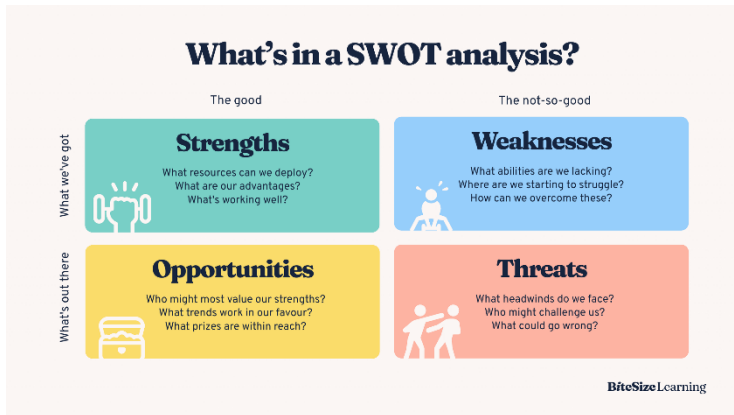 What's in a SWOT analysis?
The good
The not-so-good
What we've got
Strengths
What resources can we deploy?
What are our advantages?
What's working well?
Weaknesses
What abilities are we lacking?
Where are we starting to struggle?
How can we overcome these?
What's out there
Opportunities
Who might most value our strengths?
What trends work in our favour?
What prizes are within reach?
Threats
What headwinds do we face?
Who might challenge us?
What could go wrong?
BiteSize Learning